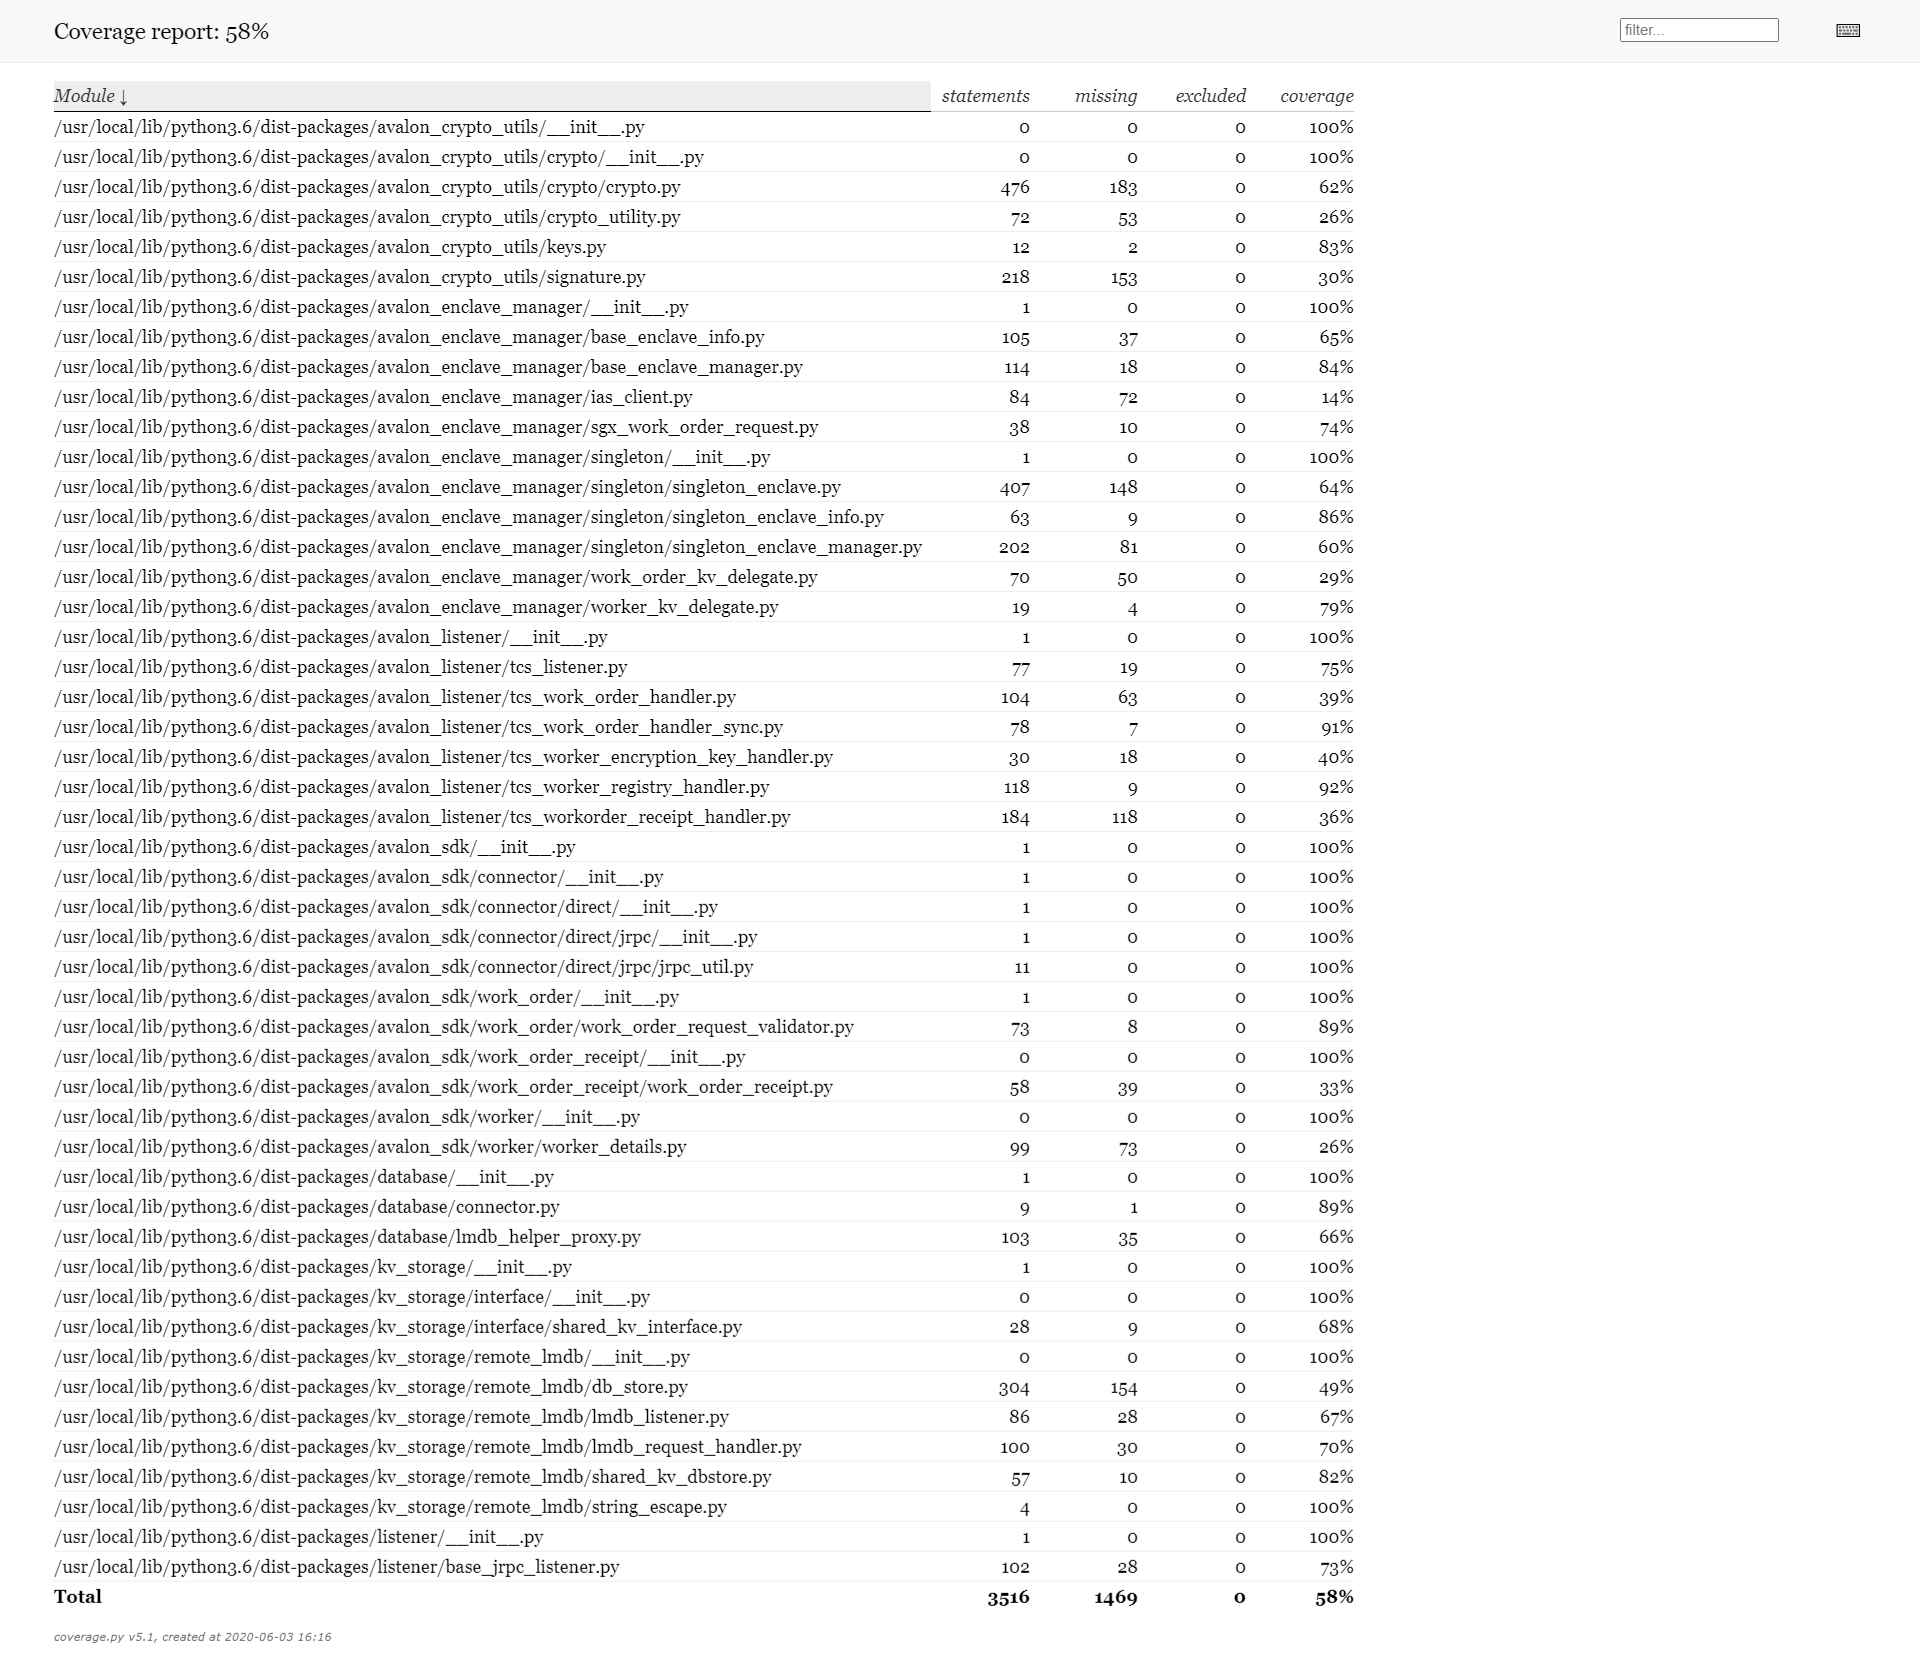 Coverage report: 58%
filter...
Module ↓ statements missing excluded coverage
/usr/local/lib/python3.6/dist-packages/avalon_crypto_utils/__init__.py 0 0 0 100%
/usr/local/lib/python3.6/dist-packages/avalon_crypto_utils/crypto/__init__.py 0 0 0 100%
/usr/local/lib/python3.6/dist-packages/avalon_crypto_utils/crypto/crypto.py 476 183 0 62%
/usr/local/lib/python3.6/dist-packages/avalon_crypto_utils/crypto_utility.py 72 53 0 26%
/usr/local/lib/python3.6/dist-packages/avalon_crypto_utils/keys.py 12 2 0 83%
/usr/local/lib/python3.6/dist-packages/avalon_crypto_utils/signature.py 218 153 0 30%
/usr/local/lib/python3.6/dist-packages/avalon_enclave_manager/__init__.py 1 0 0 100%
/usr/local/lib/python3.6/dist-packages/avalon_enclave_manager/base_enclave_info.py 105 37 0 65%
/usr/local/lib/python3.6/dist-packages/avalon_enclave_manager/base_enclave_manager.py 114 18 0 84%
/usr/local/lib/python3.6/dist-packages/avalon_enclave_manager/ias_client.py 84 72 0 14%
/usr/local/lib/python3.6/dist-packages/avalon_enclave_manager/sgx_work_order_request.py 38 10 0 74%
/usr/local/lib/python3.6/dist-packages/avalon_enclave_manager/singleton/__init__.py 1 0 0 100%
/usr/local/lib/python3.6/dist-packages/avalon_enclave_manager/singleton/singleton_enclave.py 407 148 0 64%
/usr/local/lib/python3.6/dist-packages/avalon_enclave_manager/singleton/singleton_enclave_info.py 63 9 0 86%
/usr/local/lib/python3.6/dist-packages/avalon_enclave_manager/singleton/singleton_enclave_manager.py 202 81 0 60%
/usr/local/lib/python3.6/dist-packages/avalon_enclave_manager/work_order_kv_delegate.py 70 50 0 29%
/usr/local/lib/python3.6/dist-packages/avalon_enclave_manager/worker_kv_delegate.py 19 4 0 79%
/usr/local/lib/python3.6/dist-packages/avalon_listener/__init__.py 1 0 0 100%
/usr/local/lib/python3.6/dist-packages/avalon_listener/tcs_listener.py 77 19 0 75%
/usr/local/lib/python3.6/dist-packages/avalon_listener/tcs_work_order_handler.py 104 63 0 39%
/usr/local/lib/python3.6/dist-packages/avalon_listener/tcs_work_order_handler_sync.py 78 7 0 91%
/usr/local/lib/python3.6/dist-packages/avalon_listener/tcs_worker_encryption_key_handler.py 30 18 0 40%
/usr/local/lib/python3.6/dist-packages/avalon_listener/tcs_worker_registry_handler.py 118 9 0 92%
/usr/local/lib/python3.6/dist-packages/avalon_listener/tcs_workorder_receipt_handler.py 184 118 0 36%
/usr/local/lib/python3.6/dist-packages/avalon_sdk/__init__.py 1 0 0 100%
/usr/local/lib/python3.6/dist-packages/avalon_sdk/connector/__init__.py 1 0 0 100%
/usr/local/lib/python3.6/dist-packages/avalon_sdk/connector/direct/__init__.py 1 0 0 100%
/usr/local/lib/python3.6/dist-packages/avalon_sdk/connector/direct/jrpc/__init__.py 1 0 0 100%
/usr/local/lib/python3.6/dist-packages/avalon_sdk/connector/direct/jrpc/jrpc_util.py 11 0 0 100%
/usr/local/lib/python3.6/dist-packages/avalon_sdk/work_order/__init__.py 1 0 0 100%
/usr/local/lib/python3.6/dist-packages/avalon_sdk/work_order/work_order_request_validator.py 73 8 0 89%
/usr/local/lib/python3.6/dist-packages/avalon_sdk/work_order_receipt/__init__.py 0 0 0 100%
/usr/local/lib/python3.6/dist-packages/avalon_sdk/work_order_receipt/work_order_receipt.py 58 39 0 33%
/usr/local/lib/python3.6/dist-packages/avalon_sdk/worker/__init__.py 0 0 0 100%
/usr/local/lib/python3.6/dist-packages/avalon_sdk/worker/worker_details.py 99 73 0 26%
/usr/local/lib/python3.6/dist-packages/database/__init__.py 1 0 0 100%
/usr/local/lib/python3.6/dist-packages/database/connector.py 9 1 0 89%
/usr/local/lib/python3.6/dist-packages/database/lmdb_helper_proxy.py 103 35 0 66%
/usr/local/lib/python3.6/dist-packages/kv_storage/__init__.py 1 0 0 100%
/usr/local/lib/python3.6/dist-packages/kv_storage/interface/__init__.py 0 0 0 100%
/usr/local/lib/python3.6/dist-packages/kv_storage/interface/shared_kv_interface.py 28 9 0 68%
/usr/local/lib/python3.6/dist-packages/kv_storage/remote_lmdb/__init__.py 0 0 0 100%
/usr/local/lib/python3.6/dist-packages/kv_storage/remote_lmdb/db_store.py 304 154 0 49%
/usr/local/lib/python3.6/dist-packages/kv_storage/remote_lmdb/lmdb_listener.py 86 28 0 67%
/usr/local/lib/python3.6/dist-packages/kv_storage/remote_lmdb/lmdb_request_handler.py 100 30 0 70%
/usr/local/lib/python3.6/dist-packages/kv_storage/remote_lmdb/shared_kv_dbstore.py 57 10 0 82%
/usr/local/lib/python3.6/dist-packages/kv_storage/remote_lmdb/string_escape.py 4 0 0 100%
/usr/local/lib/python3.6/dist-packages/listener/__init__.py 1 0 0 100%
/usr/local/lib/python3.6/dist-packages/listener/base_jrpc_listener.py 102 28 0 73%
Total 3516 1469 0 58%
coverage.py v5.1, created at 2020-06-03 16:16